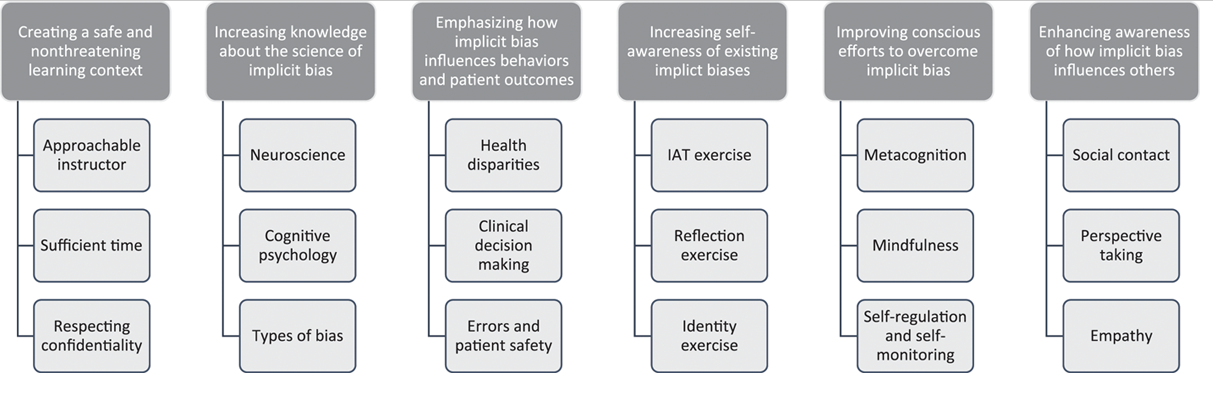 Creating a safe and
nonthreatening
learning context
Approachable
instructor
Sufficient time
Respecting
confidentiality
Increasing knowledge
about the science of
implicit bias
Neuroscience
Cognitive
psychology
Types of bias
Emphasizing how
implicit bias
influences behaviors
and patient outcomes
Health
disparities
Clinical
decision
making
Errors and
patient safety
Increasing self-
awareness of existing
implict biases
IAT exercise
Reflection
exercise
Identity
exercise
Improving conscious
efforts to overcome
implicit bias
Metacognition
Mindfulness
Self-regulation
and self-
monitoring
Enhancing awareness
of how implicit bias
influences others
Social contact
Perspective
taking
Empathy